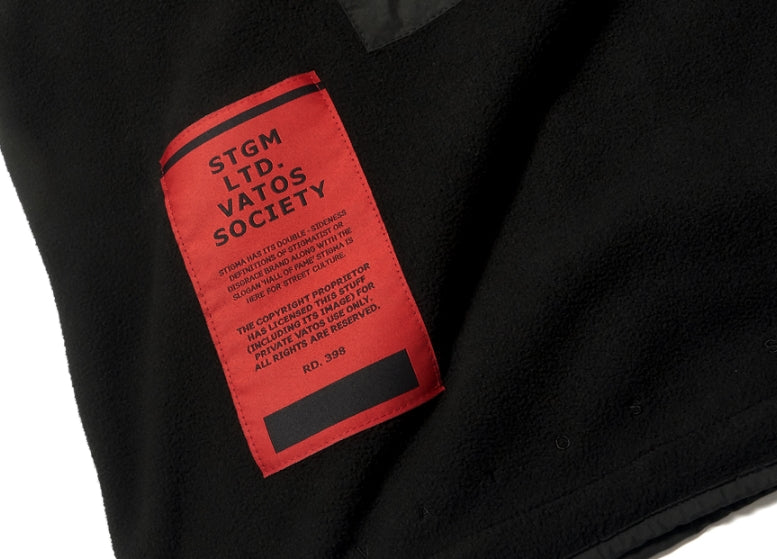 STGM
LTD.
VATOS
SOCIETY
STIGMA HAS ITS DOUBLE - SIDENESS
DEFINITIONS OF STIGMATIST OR
DISGRACE BRAND ALONG WITH THE
SLOGAN 'HALL OF FAME' STIGMA IS
HERE FOR STREET CULTURE.
THE COPYRIGHT PROPRIETOR
HAS LICENSED THIS STUFF
(INCLUDING ITS IMAGE) FOR
PRIVATE VATOS USE ONLY.
ALL RIGHTS ARE RESERVED.
RD. 398